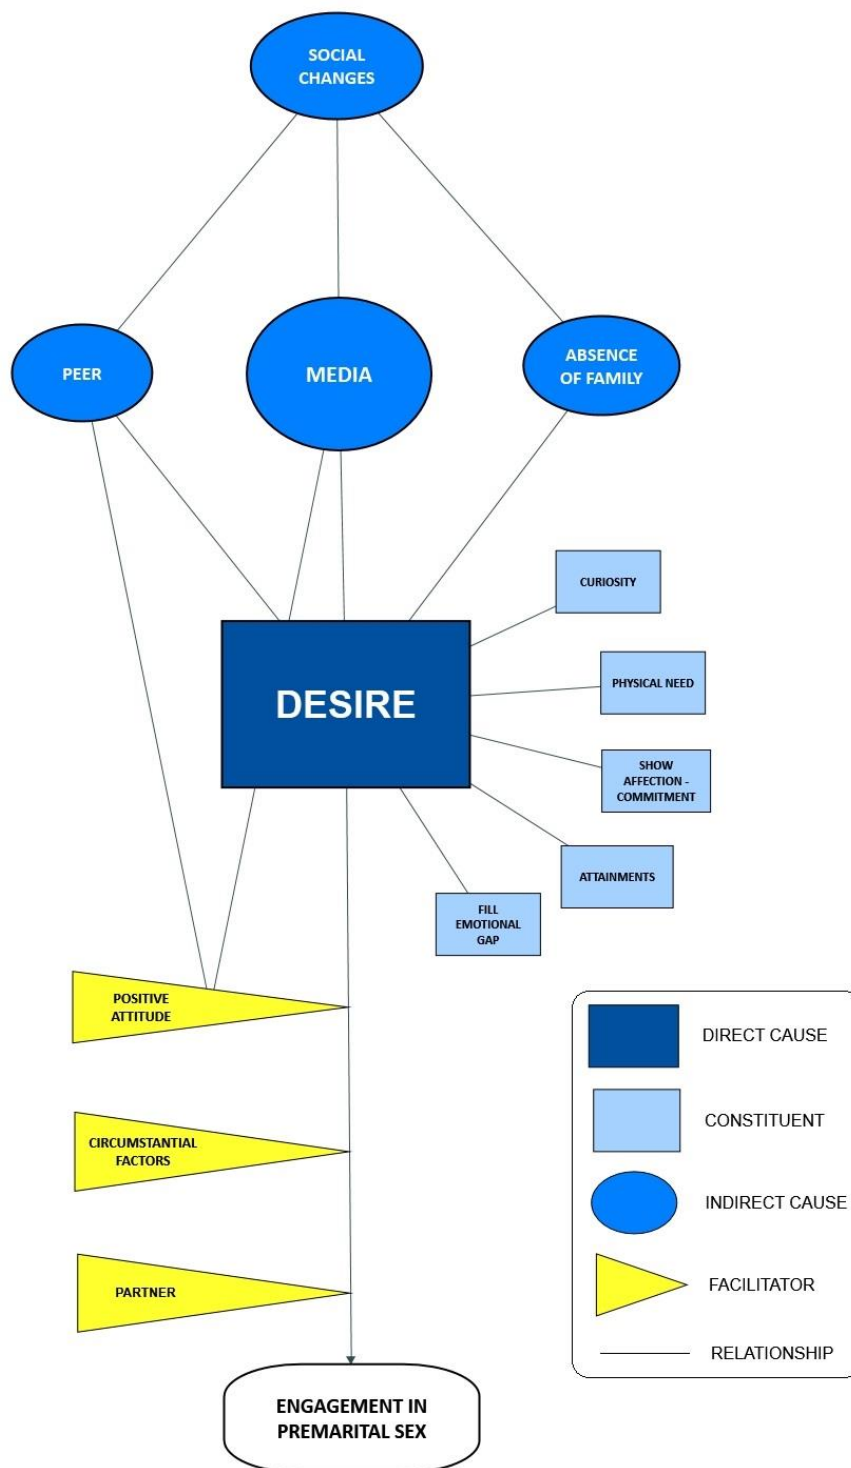 SOCIAL
CHANGES
PEER
MEDIA
ABSENCE
OF FAMILY
CURIOSITY
DESIRE
PHYSICAL NEED
SHOW
AFFECTION -
COMMITMENT
ATTAINMENTS
FILL
EMOTIONAL
GAP
POSITIVE
ATTITUDE
CIRCUMSTANTIAL
FACTORS
PARTNER
ENGAGEMENT IN
PREMARITAL SEX
DIRECT CAUSE
CONSTITUENT
INDIRECT CAUSE
FACILITATOR
RELATIONSHIP